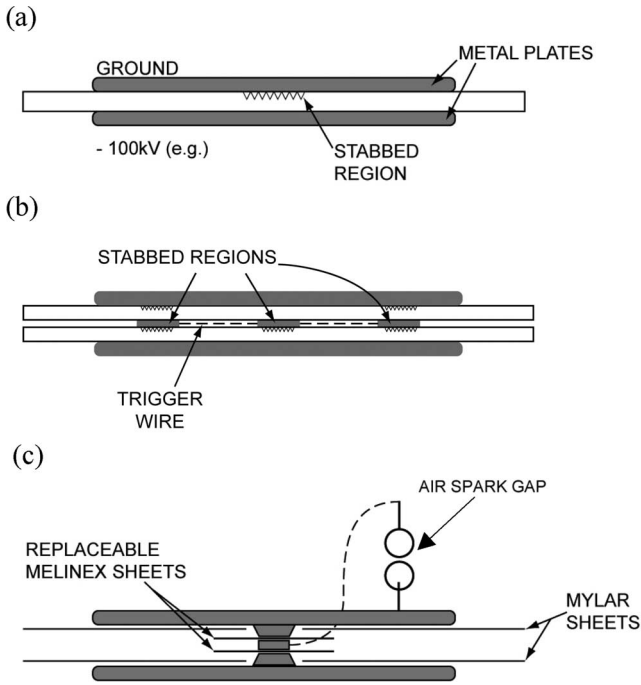 (a)
GROUND
METAL PLATES
- 100kV (e.g.)
STABBED
REGION
(b)
STABBED REGIONS
TRIGGER
WIRE
(c)
AIR SPARK GAP
REPLACEABLE
MELINEX SHEETS
MYLAR
SHEETS